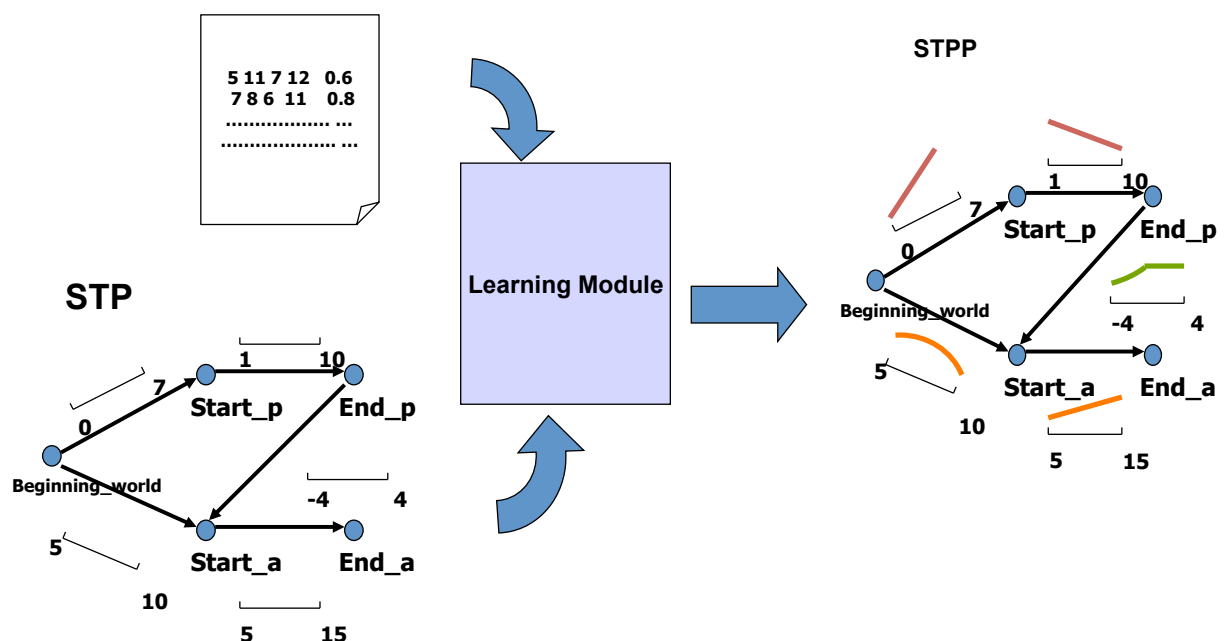 5 11 7 12 0.6
7 8 6 11 0.8
.................. ...
.................... ...
STP
1 10
7
Start_p End_p
0
Beginning_world
-4 4
5
Start_a End_a
10
5 15
Learning Module
STPP
1 10
7
Start_p End_p
0
Beginning_world
-4 4
5
Start_a End_a
10
5 15